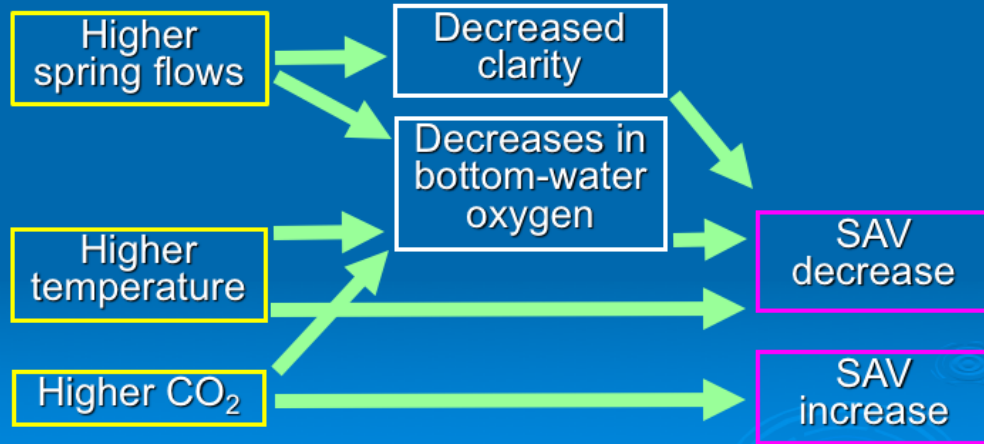 Higher
spring flows
Decreased
clarity
Decreases in
bottom-water
oxygen
Higher
temperature
SAV
decrease
Higher CO₂
SAV
increase